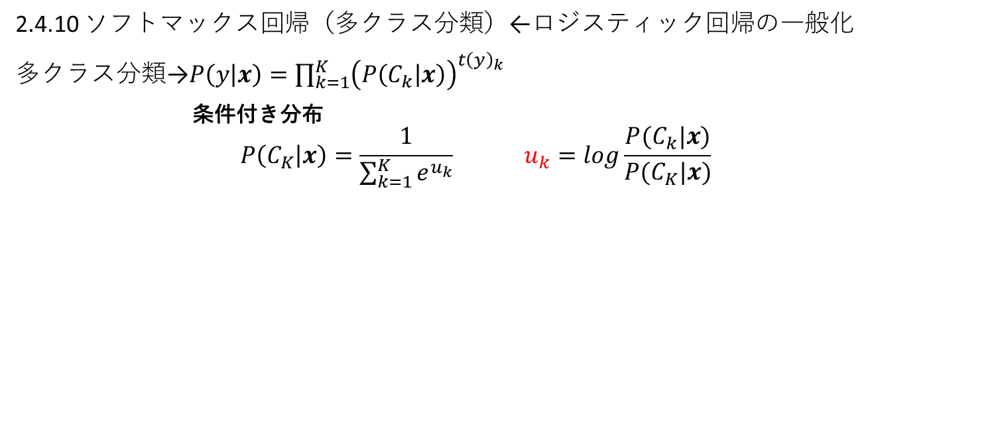 2.4.10 ソフトマックス回帰（多クラス分類）←ロジスティック回帰の一般化
多クラス分類→P(y|x) = ∏_{k=1}^{K}(P(C_k|x))^{t(y)_k}
条件付き分布
P(C_K|x) = 1 / ∑_{k=1}^{K} e^{u_k}   u_k = log P(C_k|x) / P(C_K|x)